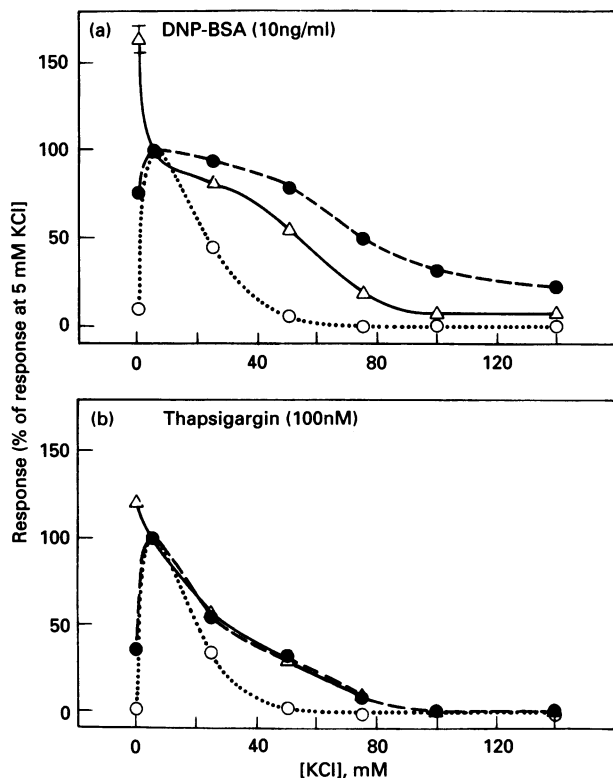 (a) DNP-BSA (10ng/ml)
150
100
50
0
0 40 80 120
(b) Thapsigargin (100nM)
150
100
50
0
0 40 80 120
[KCl], mM
Response (% of response at 5 mM KCl)